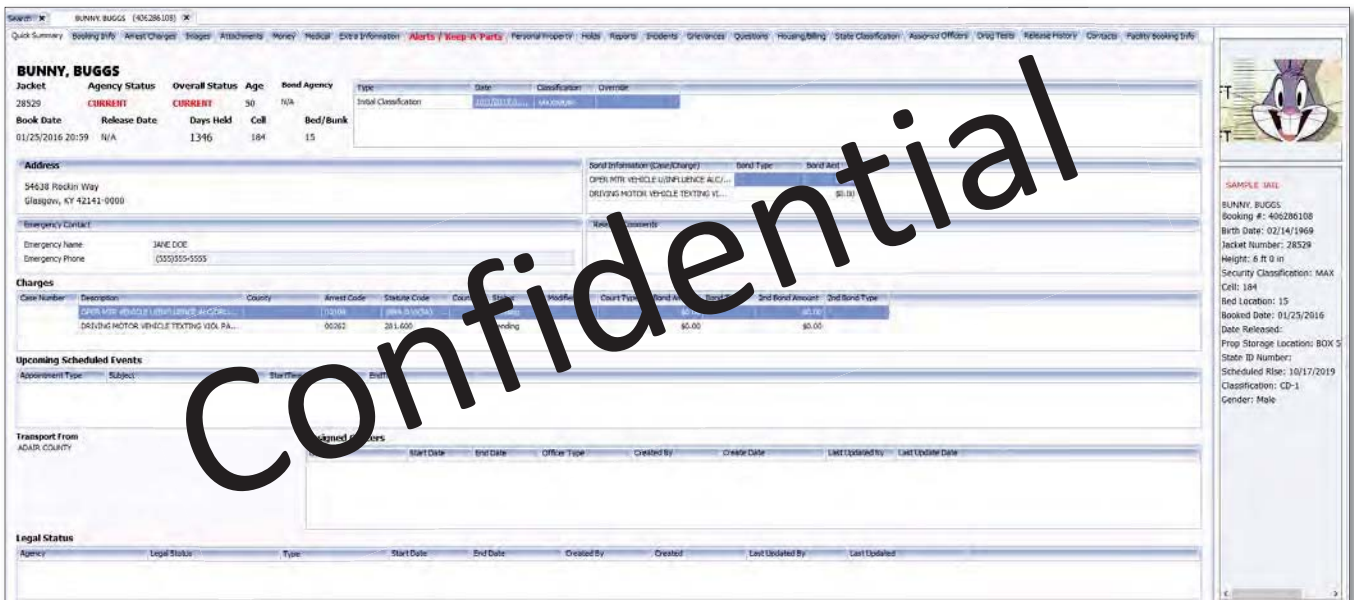 Search BUNNY, BUGGS (406286108)
Quick Summary Booking Info Arrest Charges Images Attachments Money Medical Extra Information Alerts / Keep-A-Parts Personal Property Holds Reports Incidents Grievances Questions Housing/Billing State Classification Assigned Officers Drug Tests Release History Contacts Facility Booking Info
BUNNY, BUGGS
Jacket Agency Status Overall Status Age Bond Agency
28529 CURRENT CURRENT 50 N/A
Book Date Release Date Days Held Cell Bed/Bunk
01/25/2016 20:59 N/A 1346 184 15
Type Date Classification Override
Initial Classification
Address
54638 Rockin Way
Glasgow, KY 42141-0000
Bond Information (Case/Charge) Bond Type Bond Amt
OPER MTR VEHICLE U/INFLUENCE ALC/...
DRIVING MOTOR VEHICLE TEXTING VI... $0.00
Emergency Contact
Emergency Name JANE DOE
Emergency Phone (555)555-5555
Comments
Charges
Case Number Description County Arrest Code Statute Code Status Modifier Court Type 2nd Bond Amount 2nd Bond Type
DRIVING MOTOR VEHICLE TEXTING VIOL PA... 00262 281.600 $0.00 $0.00
Upcoming Scheduled Events
Appointment Type Subject
Transport From
ADAIR COUNTY
Start Date End Date Officer Type Created By Create Date Last Updated By Last Update Date
Legal Status
Agency Legal Status Type Start Date End Date Created By Created Last Updated By Last Updated
SAMPLE JAIL
BUNNY, BUGGS
Booking #: 406286108
Birth Date: 02/14/1969
Jacket Number: 28529
Height: 6 ft 0 in
Security Classification: MAX
Cell: 184
Bed Location: 15
Booked Date: 01/25/2016
Date Released:
Prop Storage Location: BOX 5
State ID Number:
Scheduled Rlse: 10/17/2019
Classification: CD-1
Gender: Male
Confidential